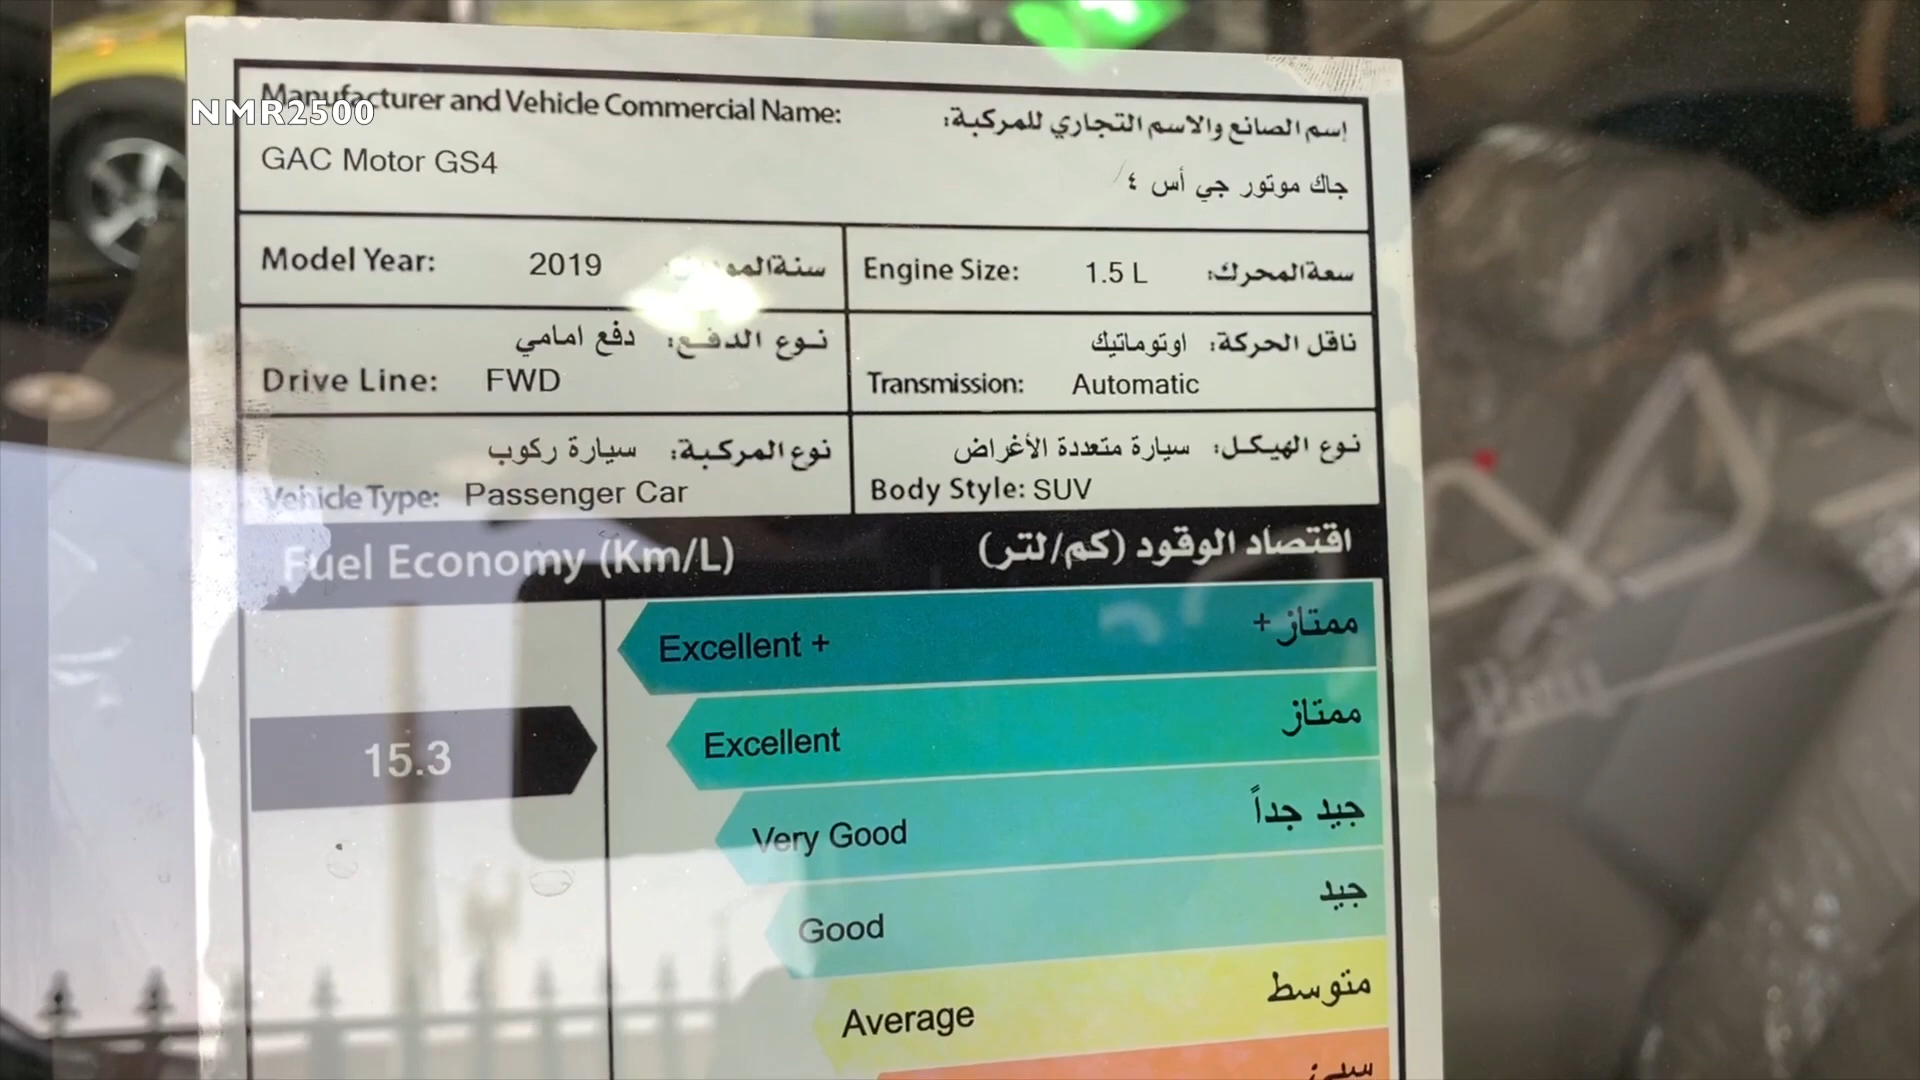 NMR2500
Manufacturer and Vehicle Commercial Name:
إسم الصانع والاسم التجاري للمركبة:
GAC Motor GS4
جاك موتور جي أس ٤
Model Year: 2019
Engine Size: 1.5 L سعة المحرك:
نوع الدفع: دفع امامي
Drive Line: FWD
ناقل الحركة: اوتوماتيك
Transmission: Automatic
نوع المركبة: سيارة ركوب
Vehicle Type: Passenger Car
نوع الهيكل: سيارة متعددة الأغراض
Body Style: SUV
Fuel Economy (Km/L)
اقتصاد الوقود (كم/لتر)
15.3
Excellent + ممتاز +
Excellent ممتاز
Very Good جيد جداً
Good جيد
Average متوسط